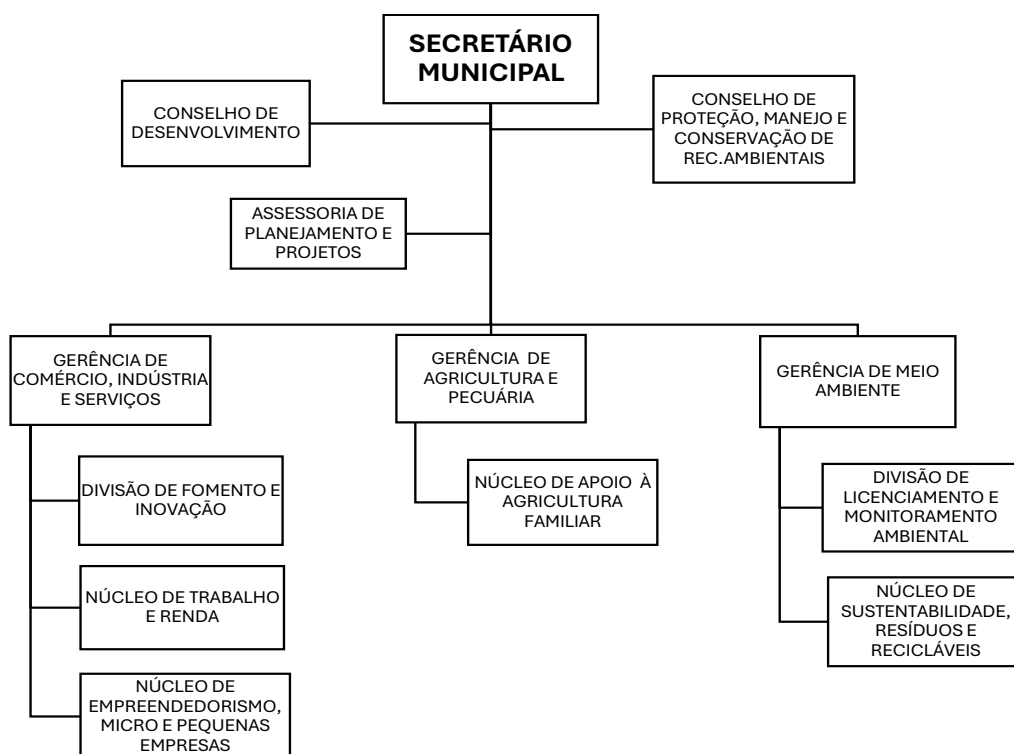 SECRETÁRIO
MUNICIPAL
CONSELHO DE
DESENVOLVIMENTO
CONSELHO DE
PROTEÇÃO, MANEJO E
CONSERVAÇÃO DE
REC.AMBIENTAIS
ASSESSORIA DE
PLANEJAMENTO E
PROJETOS
GERÊNCIA DE
COMÉRCIO, INDÚSTRIA
E SERVIÇOS
GERÊNCIA DE
AGRICULTURA E
PECUÁRIA
GERÊNCIA DE MEIO
AMBIENTE
DIVISÃO DE FOMENTO E
INOVAÇÃO
NÚCLEO DE TRABALHO
E RENDA
NÚCLEO DE
EMPREENDEDORISMO,
MICRO E PEQUENAS
EMPRESAS
NÚCLEO DE APOIO À
AGRICULTURA
FAMILIAR
DIVISÃO DE
LICENCIAMENTO E
MONITORAMENTO
AMBIENTAL
NÚCLEO DE
SUSTENTABILIDADE,
RESÍDUOS E
RECICLÁVEIS